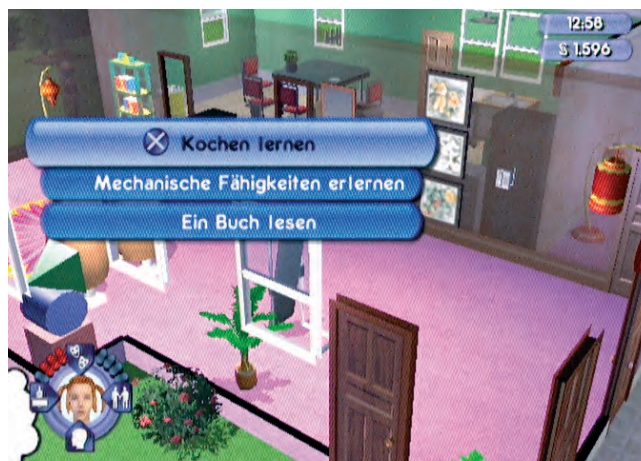 12:58
§ 1.596
Kochen lernen
Mechanische Fähigkeiten erlernen
Ein Buch lesen